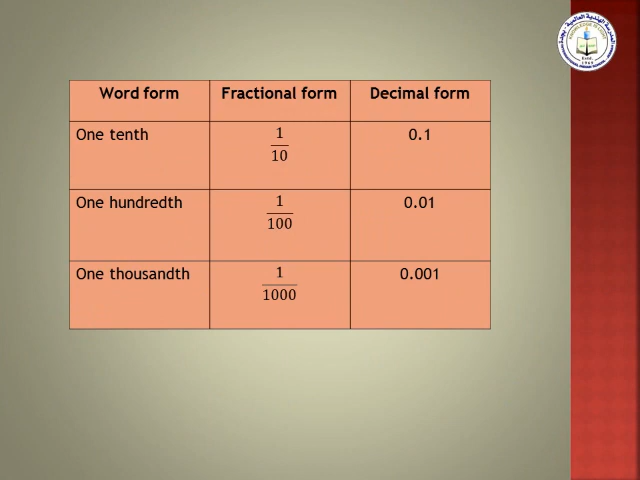 Word form Fractional form Decimal form
One tenth 1/10 0.1
One hundredth 1/100 0.01
One thousandth 1/1000 0.001